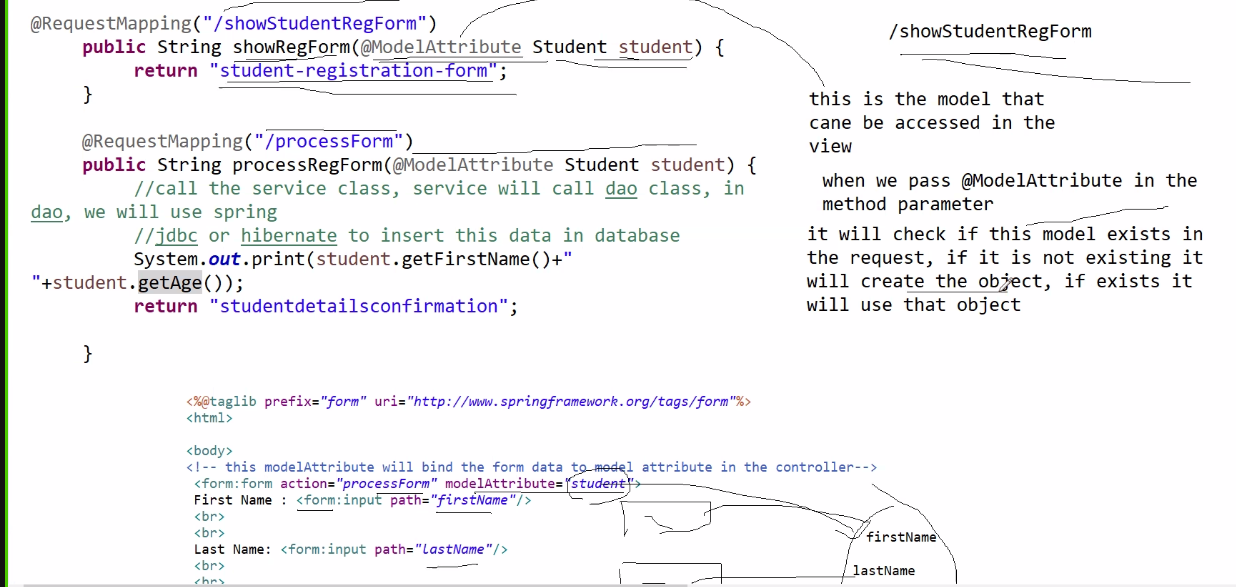 @RequestMapping("/showStudentRegForm")
public String showRegForm(@ModelAttribute Student student) {
return "student-registration-form";
}
@RequestMapping("/processForm")
public String processRegForm(@ModelAttribute Student student) {
//call the service class, service will call dao class, in
dao, we will use spring
//jdbc or hibernate to insert this data in database
System.out.print(student.getFirstName()+"
"+student.getAge());
return "studentdetailsconfirmation";
}
/showStudentRegForm
this is the model that
cane be accessed in the
view
when we pass @ModelAttribute in the
method parameter
it will check if this model exists in
the request, if it is not existing it
will create the object, if exists it
will use that object
<%@taglib prefix="form" uri="http://www.springframework.org/tags/form"%>
<html>
<body>
<!-- this modelAttribute will bind the form data to model attribute in the controller-->
<form:form action="processForm" modelAttribute="student">
First Name : <form:input path="firstName"/>
<br>
<br>
Last Name: <form:input path="lastName"/>
<br>
<br>
firstName
lastName